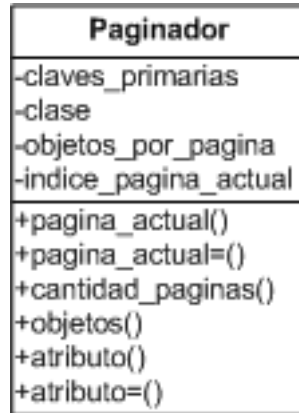 Paginador
-claves_primarias
-clase
-objetos_por_pagina
-indice_pagina_actual
+pagina_actual()
+pagina_actual=()
+cantidad_paginas()
+objetos()
+atributo()
+atributo=()